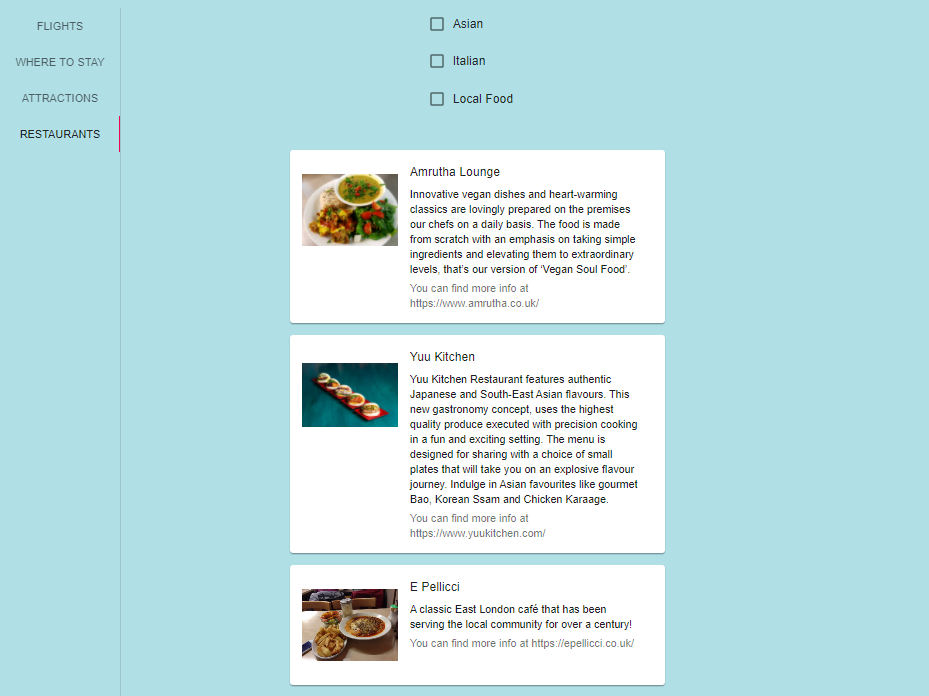 FLIGHTS
WHERE TO STAY
ATTRACTIONS
RESTAURANTS
Asian
Italian
Local Food
Amrutha Lounge
Innovative vegan dishes and heart-warming
classics are lovingly prepared on the premises
our chefs on a daily basis. The food is made
from scratch with an emphasis on taking simple
ingredients and elevating them to extraordinary
levels, that’s our version of ‘Vegan Soul Food’.
You can find more info at
https://www.amrutha.co.uk/
Yuu Kitchen
Yuu Kitchen Restaurant features authentic
Japanese and South-East Asian flavours. This
new gastronomy concept, uses the highest
quality produce executed with precision cooking
in a fun and exciting setting. The menu is
designed for sharing with a choice of small
plates that will take you on an explosive flavour
journey. Indulge in Asian favourites like gourmet
Bao, Korean Ssam and Chicken Karaage.
You can find more info at
https://www.yuukitchen.com/
E Pellicci
A classic East London café that has been
serving the local community for over a century!
You can find more info at https://epellicci.co.uk/